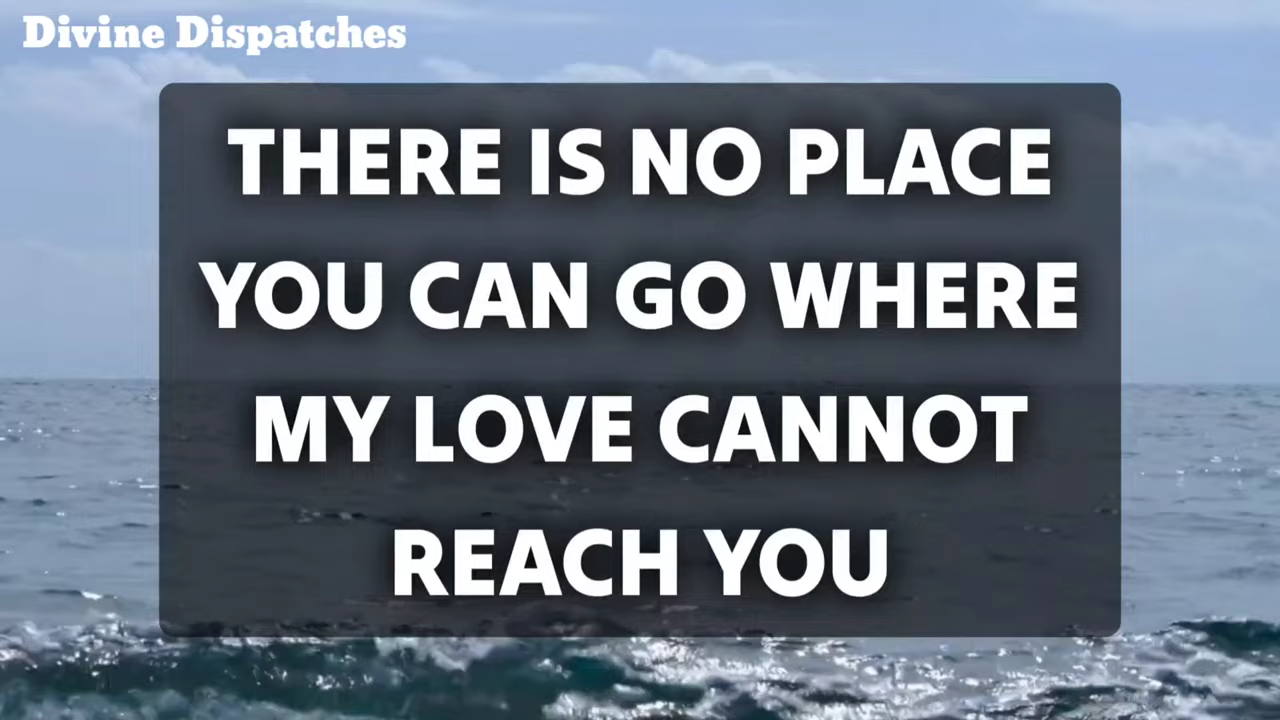 Divine Dispatches
THERE IS NO PLACE
YOU CAN GO WHERE
MY LOVE CANNOT
REACH YOU